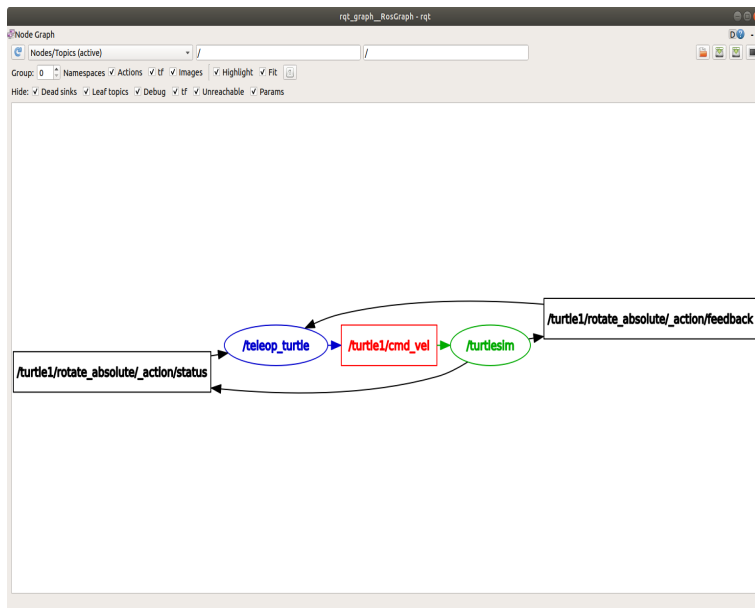 rqt_graph__RosGraph - rqt
Node Graph
D
Nodes/Topics (active) / /
Group: 0 Namespaces Actions tf Images Highlight Fit
Hide: Dead sinks Leaf topics Debug tf Unreachable Params
/turtle1/rotate_absolute/_action/feedback
/teleop_turtle /turtle1/cmd_vel /turtlesim
/turtle1/rotate_absolute/_action/status